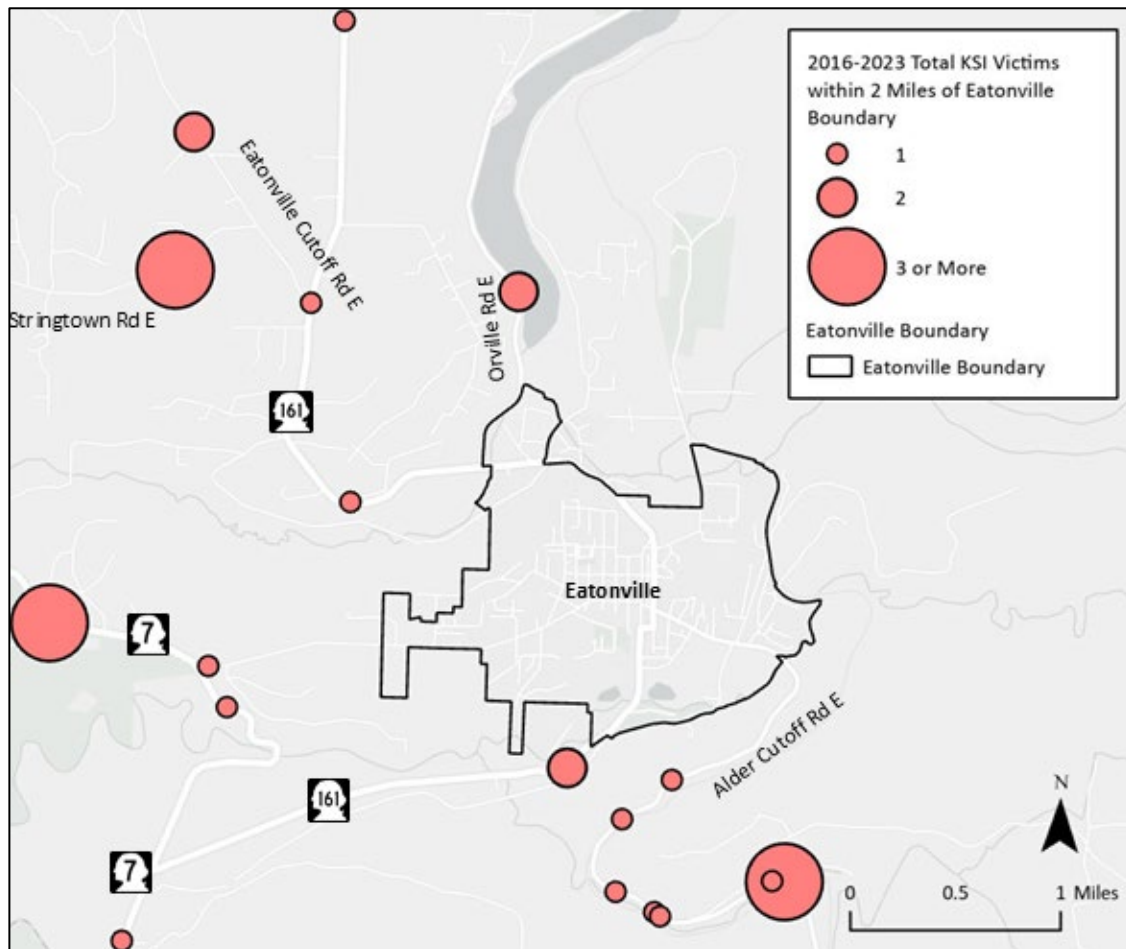 2016-2023 Total KSI Victims
within 2 Miles of Eatonville
Boundary
1
2
3 or More
Eatonville Boundary
Eatonville Boundary
Eatonville Cutoff Rd E
Stringtown Rd E
Orville Rd E
161
Eatonville
7
Alder Cutoff Rd E
161
7
N
0 0.5 1 Miles